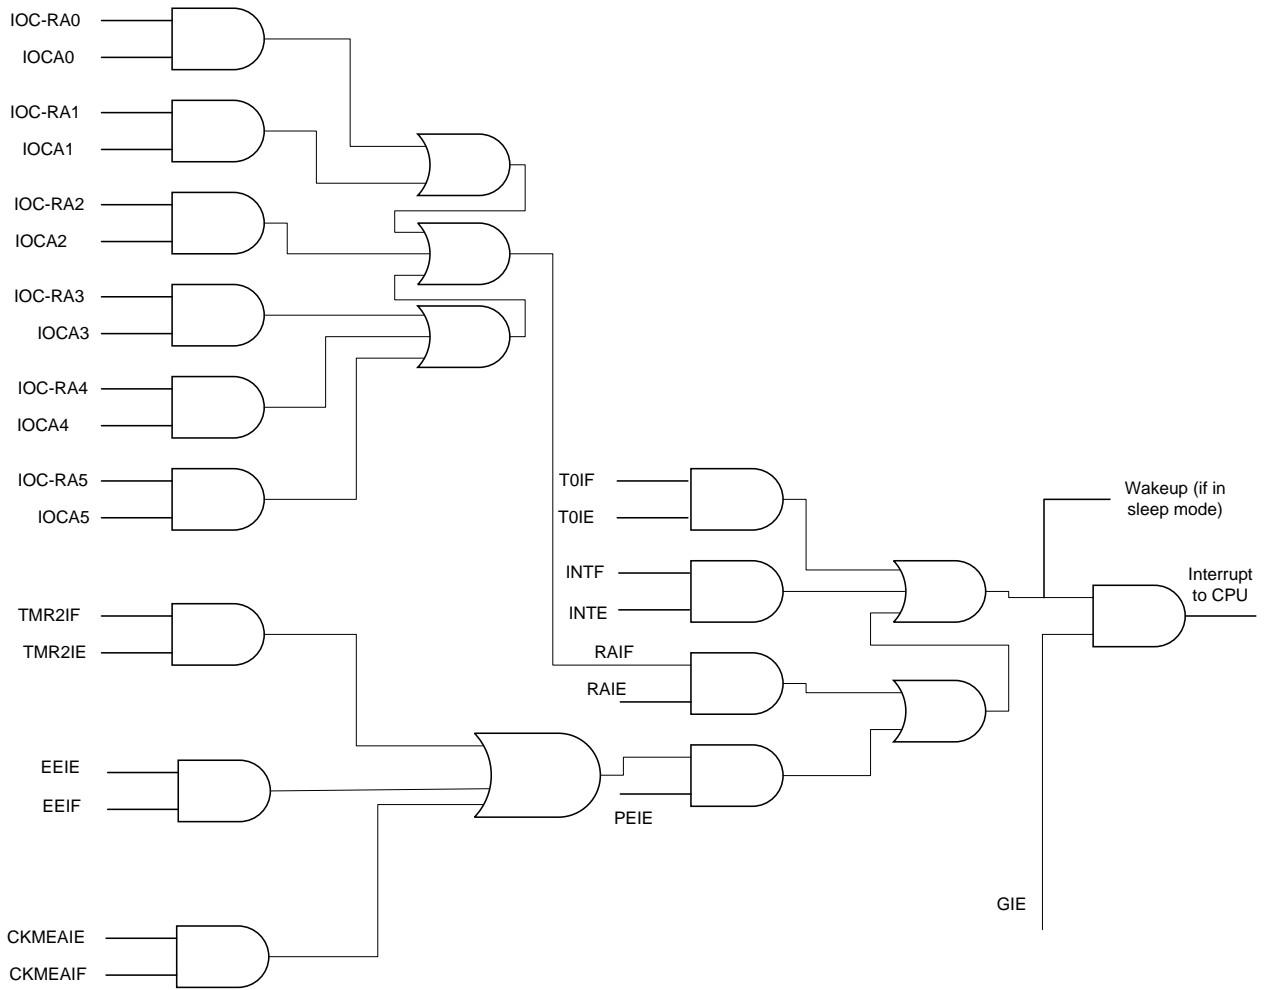 IOC-RA0
IOCA0
IOC-RA1
IOCA1
IOC-RA2
IOCA2
IOC-RA3
IOCA3
IOC-RA4
IOCA4
IOC-RA5
IOCA5
T0IF
T0IE
Wakeup (if in
sleep mode)
INTF
INTE
Interrupt
to CPU
TMR2IF
TMR2IE
RAIF
RAIE
EEIE
EEIF
PEIE
GIE
CKMEAIE
CKMEAIF